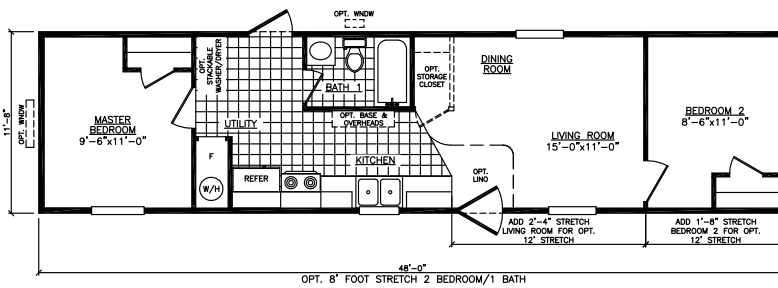 OPT. WNDW
11'-8"
OPT. WNDW
MASTER
BEDROOM
9'-6"x11'-0"
OPT.
STACKABLE
WASHER/DRYER
UTILITY
F
W/H
REFER
BATH 1
OPT. BASE &
OVERHEADS
KITCHEN
OPT.
STORAGE
CLOSET
DINING
ROOM
OPT.
LINO
LIVING ROOM
15'-0"x11'-0"
BEDROOM 2
8'-6"x11'-0"
ADD 2'-4" STRETCH
LIVING ROOM FOR OPT.
12' STRETCH
ADD 1'-8" STRETCH
BEDROOM 2 FOR OPT.
12' STRETCH
48'-0"
OPT. 8' FOOT STRETCH 2 BEDROOM/1 BATH